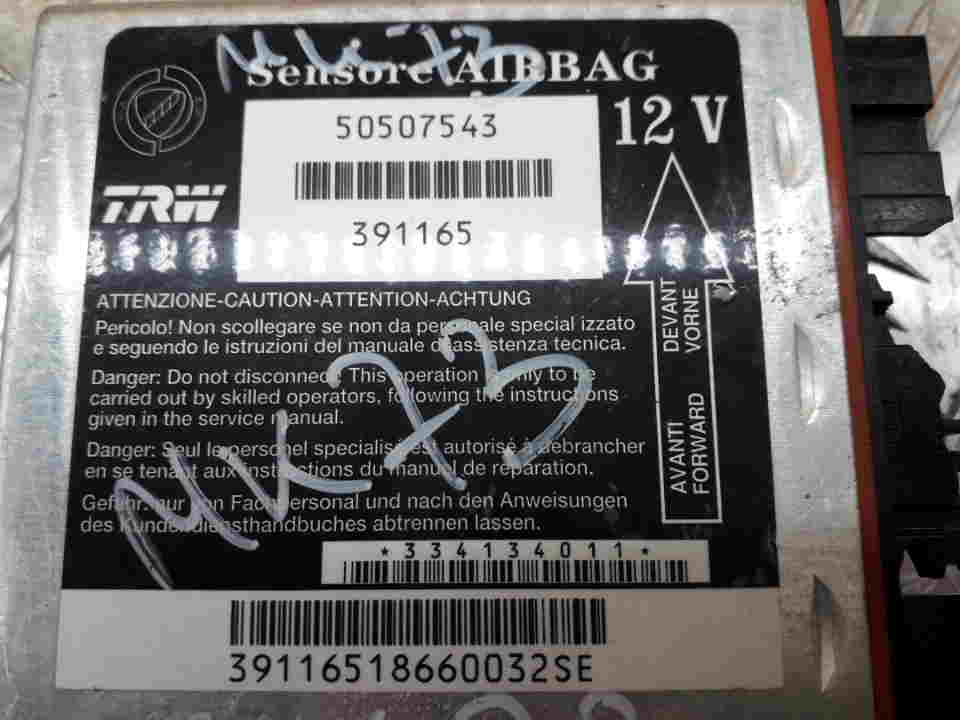 Sensore AIRBAG
50507543
12 V
391165
TRW
ATTENZIONE-CAUTION-ATTENTION-ACHTUNG
Pericolo! Non scollegare se non da personale special izzato
e seguendo le istruzioni del manuale d'assistenza tecnica.
Danger: Do not disconnect. This operation is only to be
carried out by skilled operators, following the instructions
given in the service manual.
Danger: Seul le personnel specialisé est autorisé à debrancher
en se tenant aux instructions du manuel de réparation.
Gefahr: nur von Fachpersonal und nach den Anweisungen
des Kundendiensthandbuches abtrennen lassen.
DEVANT
VORNE
AVANTI
FORWARD
*334134011*
39116518660032SE